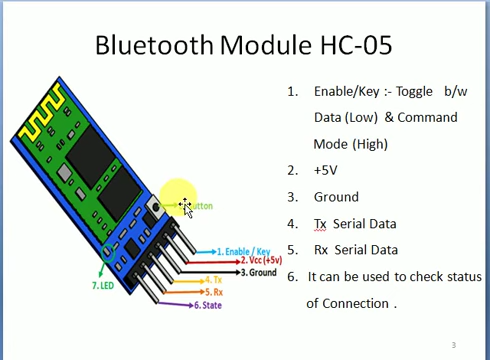 Bluetooth Module HC-05
1. Enable/Key :- Toggle b/w
Data (Low) & Command
Mode (High)
2. +5V
3. Ground
4. Tx Serial Data
5. Rx Serial Data
6. It can be used to check status
of Connection .
1. Enable / Key
2. Vcc (+5v)
3. Ground
4. Tx
5. Rx
6. State
7. LED
3